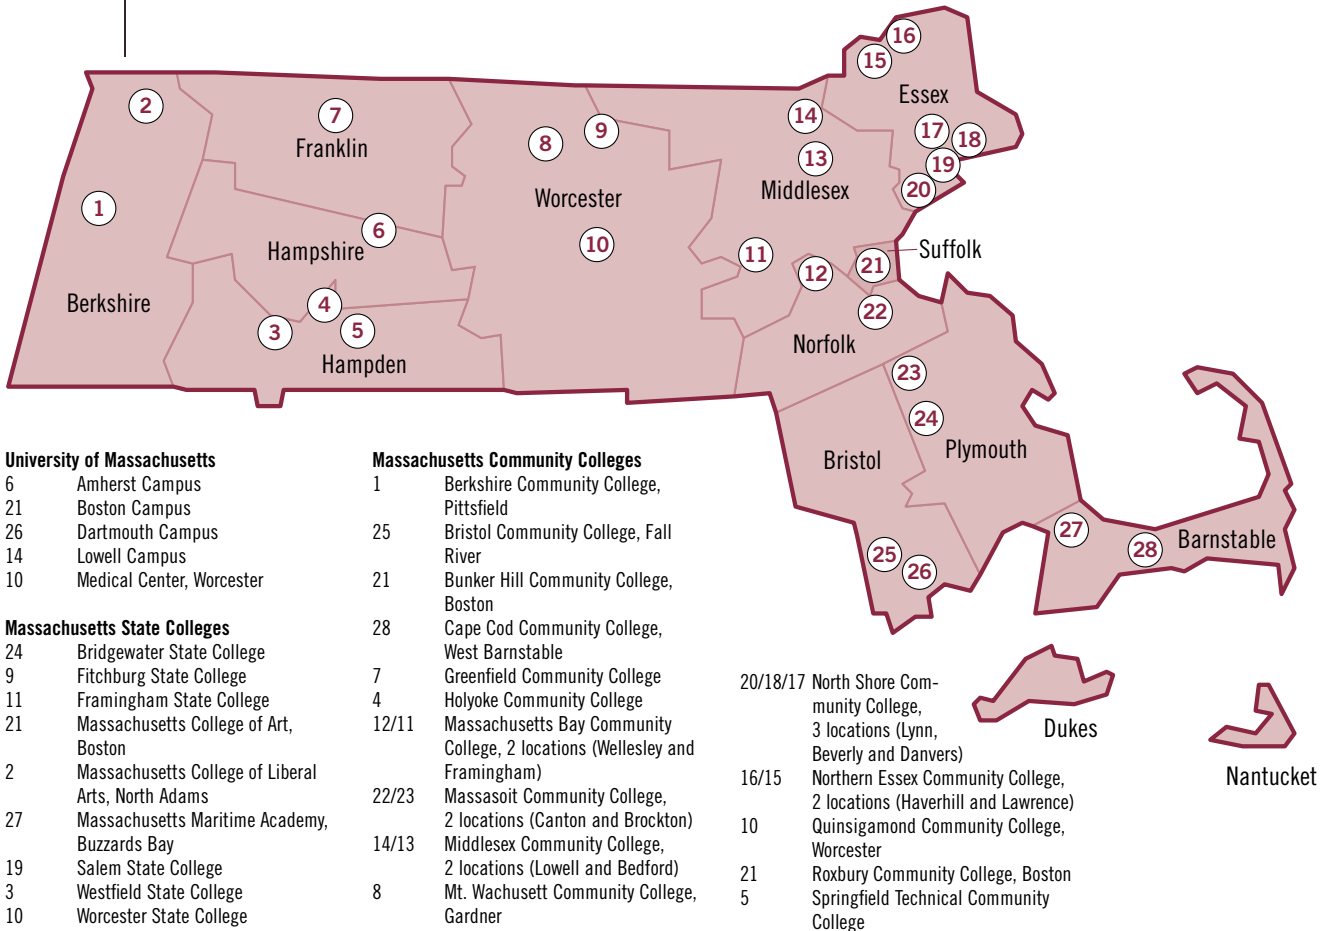 16
15
Essex
2
7
14
17
18
9
8
Franklin
13
19
Middlesex
20
Worcester
1
6
10
Hampshire
11
Suffolk
12
21
Berkshire
4
22
3
5
Norfolk
Hampden
23
24
Bristol
Plymouth
27
Barnstable
28
25
26
Dukes
Nantucket
University of Massachusetts
6 Amherst Campus
21 Boston Campus
26 Dartmouth Campus
14 Lowell Campus
10 Medical Center, Worcester
Massachusetts State Colleges
24 Bridgewater State College
9 Fitchburg State College
11 Framingham State College
21 Massachusetts College of Art,
Boston
2 Massachusetts College of Liberal
Arts, North Adams
27 Massachusetts Maritime Academy,
Buzzards Bay
19 Salem State College
3 Westfield State College
10 Worcester State College
Massachusetts Community Colleges
1 Berkshire Community College,
Pittsfield
25 Bristol Community College, Fall
River
21 Bunker Hill Community College,
Boston
28 Cape Cod Community College,
West Barnstable
7 Greenfield Community College
4 Holyoke Community College
12/11 Massachusetts Bay Community
College, 2 locations (Wellesley and
Framingham)
22/23 Massasoit Community College,
2 locations (Canton and Brockton)
14/13 Middlesex Community College,
2 locations (Lowell and Bedford)
8 Mt. Wachusett Community College,
Gardner
20/18/17 North Shore Com-
munity College,
3 locations (Lynn,
Beverly and Danvers)
16/15 Northern Essex Community College,
2 locations (Haverhill and Lawrence)
10 Quinsigamond Community College,
Worcester
21 Roxbury Community College, Boston
5 Springfield Technical Community
College